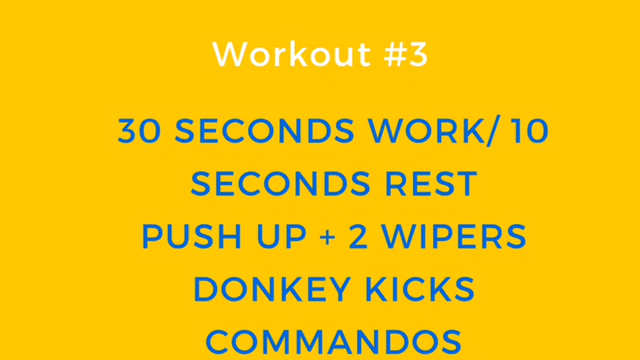 Workout #3
30 SECONDS WORK/ 10
SECONDS REST
PUSH UP + 2 WIPERS
DONKEY KICKS
COMMANDOS